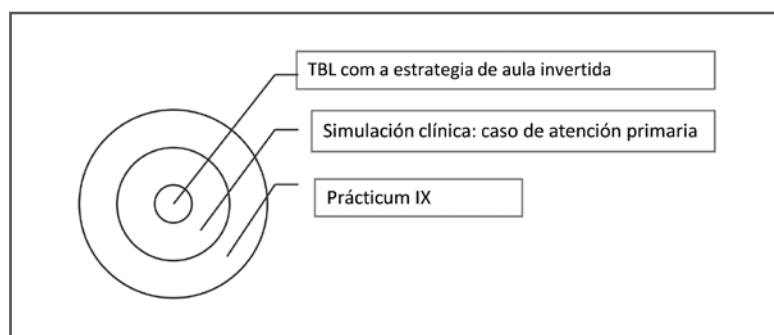 TBL com a estrategia de aula invertida
Simulación clínica: caso de atención primaria
Prácticum IX